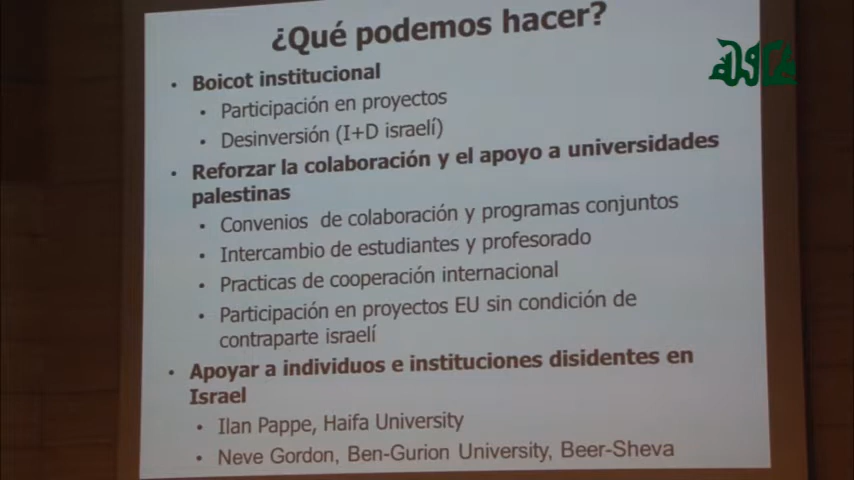 ¿Qué podemos hacer?
• Boicot institucional
• Participación en proyectos
• Desinversión (I+D israelí)
• Reforzar la colaboración y el apoyo a universidades
palestinas
• Convenios de colaboración y programas conjuntos
• Intercambio de estudiantes y profesorado
• Practicas de cooperación internacional
• Participación en proyectos EU sin condición de
contraparte israelí
• Apoyar a individuos e instituciones disidentes en
Israel
• Ilan Pappe, Haifa University
• Neve Gordon, Ben-Gurion University, Beer-Sheva